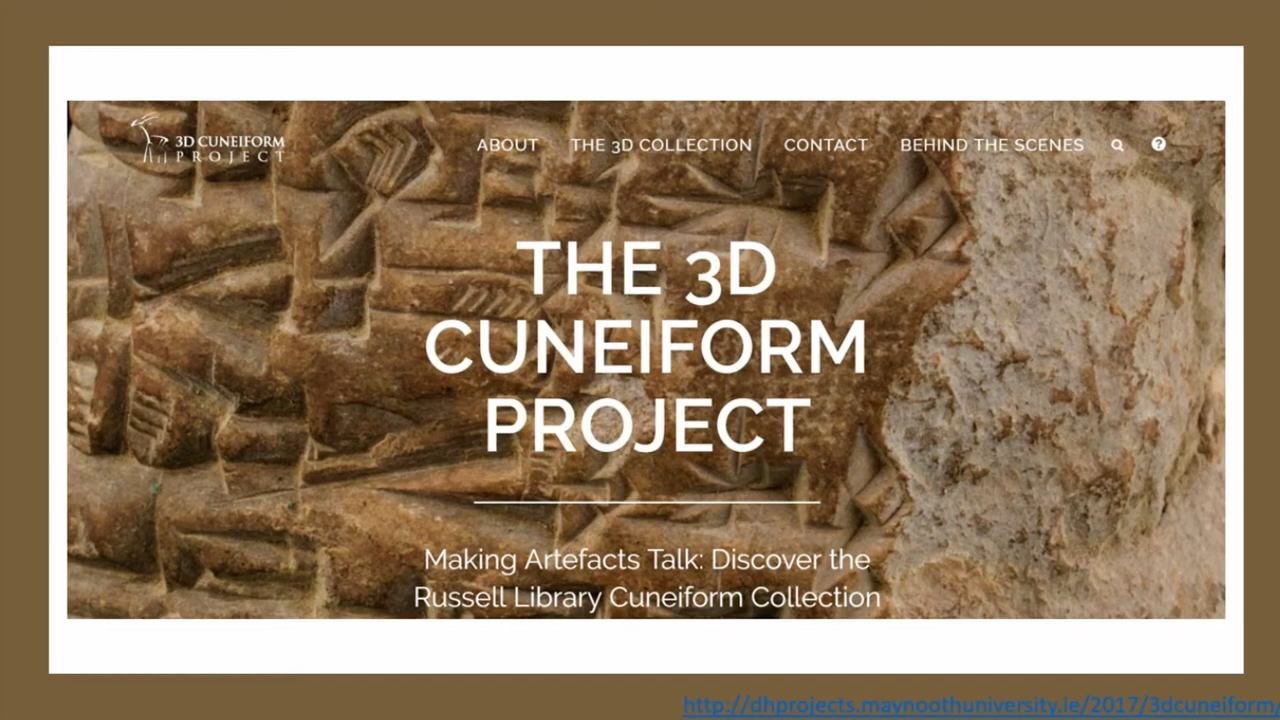 3D CUNEIFORM
PROJECT
ABOUT
THE 3D COLLECTION
CONTACT
BEHIND THE SCENES
?
THE 3D
CUNEIFORM
PROJECT
Making Artefacts Talk: Discover the
Russell Library Cuneiform Collection
http://dhprojects.maynoothuniversity.ie/2017/3dcuneiform/